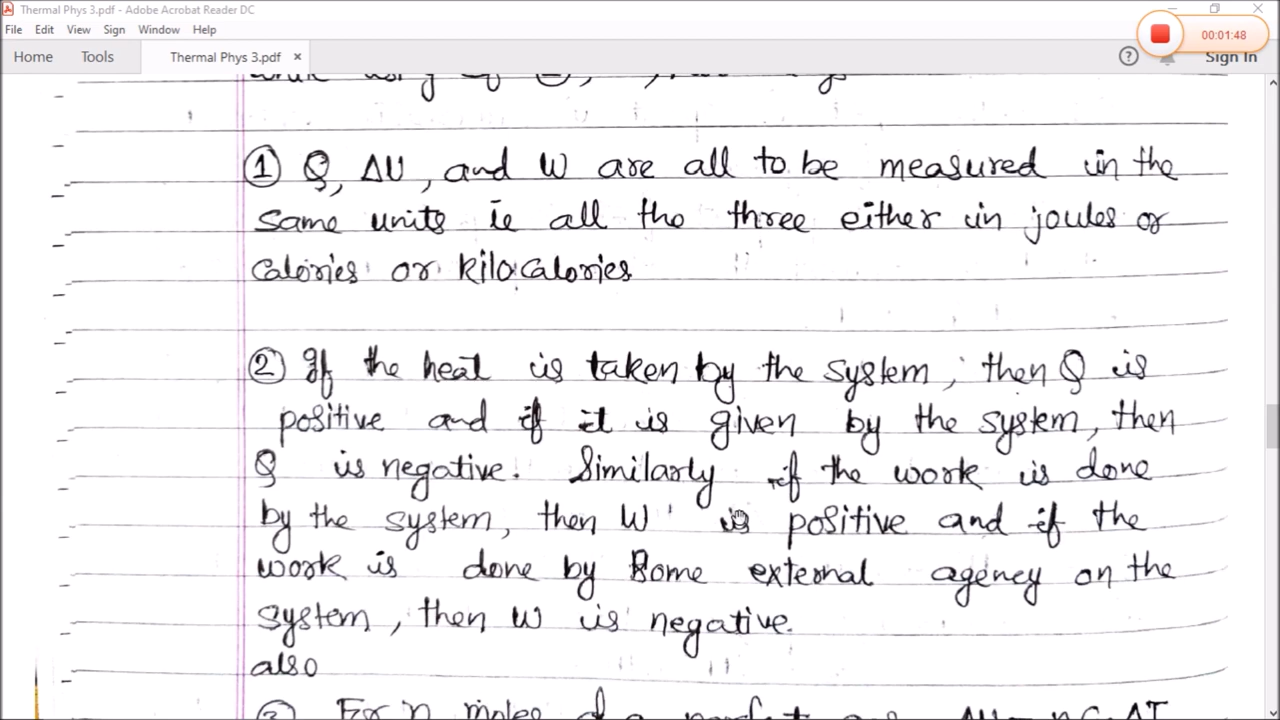 Thermal Phys 3.pdf - Adobe Acrobat Reader DC
File Edit View Sign Window Help
00:01:48
Home Tools Thermal Phys 3.pdf × Sign In
① Q, ΔU, and W are all to be measured in the
same units ie all the three either in joules or
calories or kilocalories
② If the heat is taken by the system, then Q is
positive and if it is given by the system, then
Q is negative. Similarly if the work is done
by the system, then W is positive and if the
work is done by some external agency on the
system, then W is negative.
also
③ For n moles of a perfect